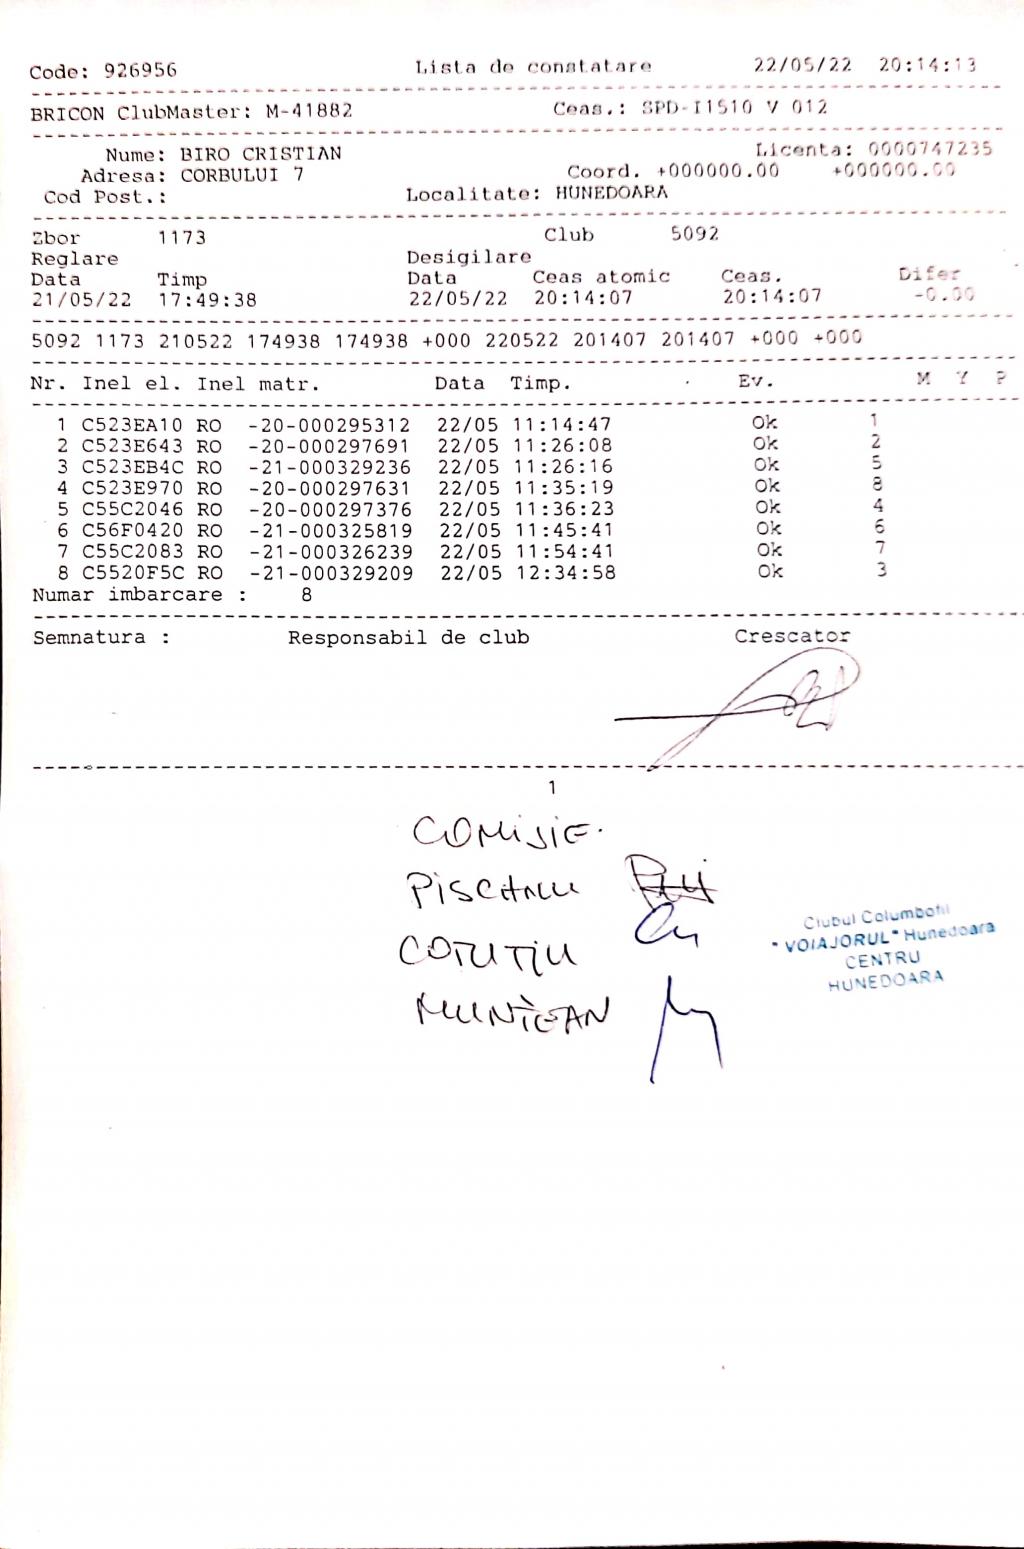 Code: 926956 Lista de constatare 22/05/22 20:14:13
BRICON ClubMaster: M-41882 Ceas.: SPD-I1510 V 012
Nume: BIRO CRISTIAN Licenta: 0000747235
Adresa: CORBULUI 7 Coord. +000000.00 +000000.00
Cod Post.: Localitate: HUNEDOARA
Zbor 1173 Club 5092
Reglare Desigilare
Data Timp Data Ceas atomic Ceas. Difer
21/05/22 17:49:38 22/05/22 20:14:07 20:14:07 -0.00
5092 1173 210522 174938 174938 +000 220522 201407 201407 +000 +000
Nr. Inel el. Inel matr. Data Timp. Ev. M Y P
1 C523EA10 RO -20-000295312 22/05 11:14:47 Ok 1
2 C523E643 RO -20-000297691 22/05 11:26:08 Ok 2
3 C523EB4C RO -21-000329236 22/05 11:26:16 Ok 5
4 C523E970 RO -20-000297631 22/05 11:35:19 Ok 8
5 C55C2046 RO -20-000297376 22/05 11:36:23 Ok 4
6 C56F0420 RO -21-000325819 22/05 11:45:41 Ok 6
7 C55C2083 RO -21-000326239 22/05 11:54:41 Ok 7
8 C5520F5C RO -21-000329209 22/05 12:34:58 Ok 3
Numar imbarcare : 8
Semnatura : Responsabil de club Crescator
1
COMISIE.
COTUTIU
MUNTEAN
Clubul Columbofil
"VOIAJORUL" Hunedoara
CENTRU
HUNEDOARA